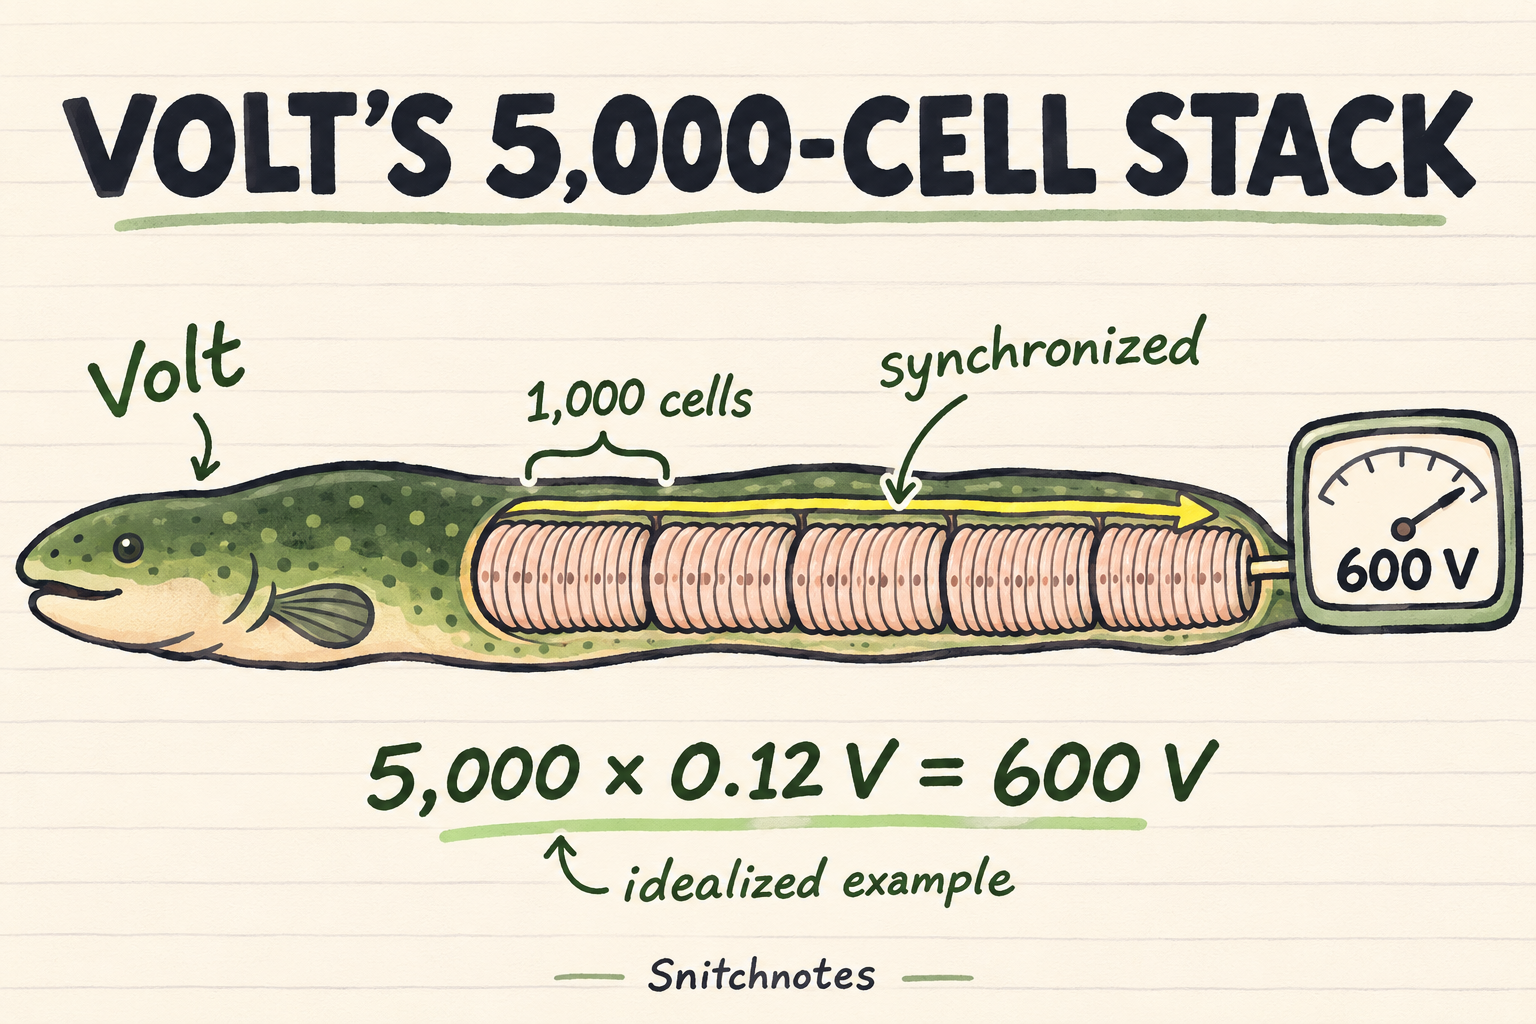 VOLT'S 5,000-CELL STACK
Volt
1,000 cells
synchronized
600 V
5,000 × 0.12 V = 600 V
idealized example
Snitchnotes